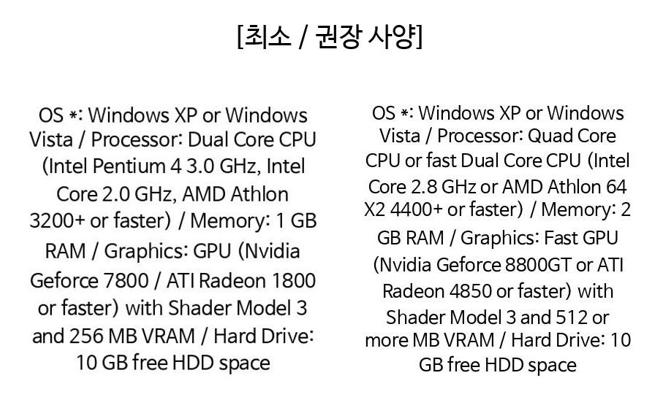 [최소 / 권장 사양]
OS *: Windows XP or Windows
Vista / Processor: Dual Core CPU
(Intel Pentium 4 3.0 GHz, Intel
Core 2.0 GHz, AMD Athlon
3200+ or faster) / Memory: 1 GB
RAM / Graphics: GPU (Nvidia
Geforce 7800 / ATI Radeon 1800
or faster) with Shader Model 3
and 256 MB VRAM / Hard Drive:
10 GB free HDD space
OS *: Windows XP or Windows
Vista / Processor: Quad Core
CPU or fast Dual Core CPU (Intel
Core 2.8 GHz or AMD Athlon 64
X2 4400+ or faster) / Memory: 2
GB RAM / Graphics: Fast GPU
(Nvidia Geforce 8800GT or ATI
Radeon 4850 or faster) with
Shader Model 3 and 512 or
more MB VRAM / Hard Drive: 10
GB free HDD space